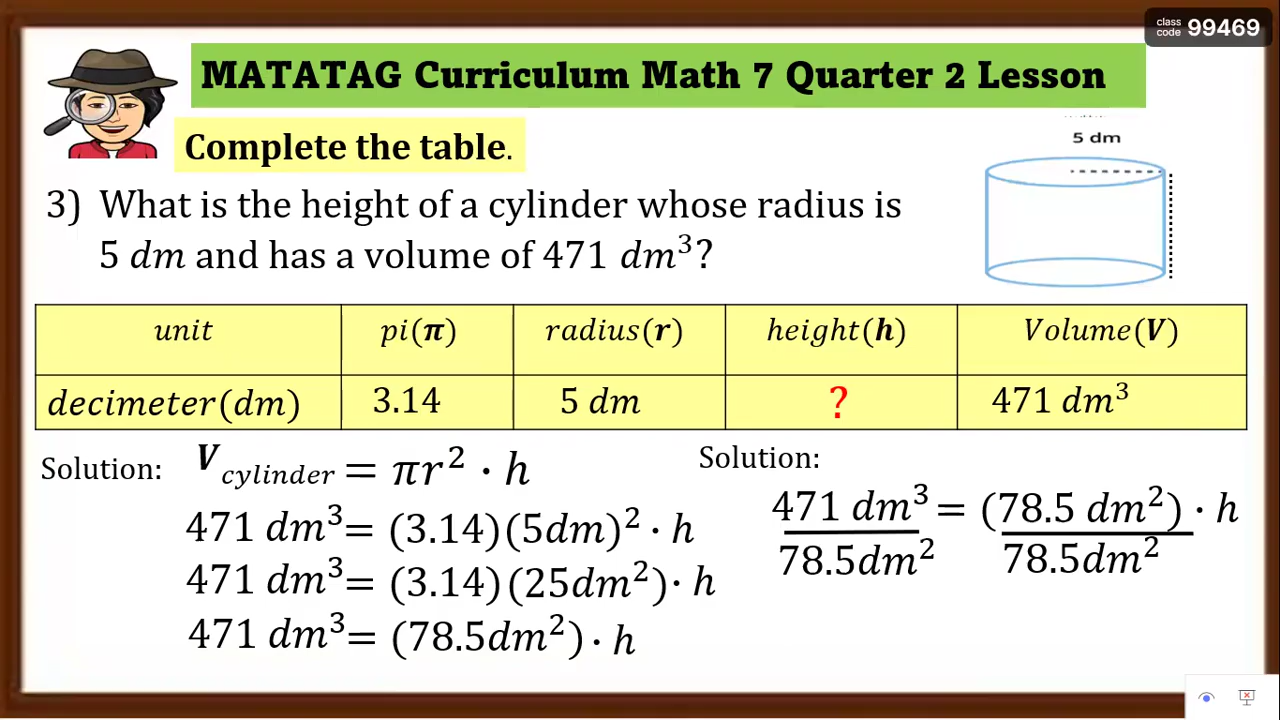 class code 99469
MATATAG Curriculum Math 7 Quarter 2 Lesson
Complete the table.
5 dm
3) What is the height of a cylinder whose radius is
5 dm and has a volume of 471 dm³?
unit pi(π) radius(r) height(h) Volume(V)
decimeter(dm) 3.14 5 dm ? 471 dm³
Solution: V cylinder = πr² · h
471 dm³= (3.14)(5dm)² · h
471 dm³= (3.14)(25dm²)· h
471 dm³= (78.5dm²) · h
Solution:
471 dm³ = (78.5 dm²) · h
78.5dm² 78.5dm²